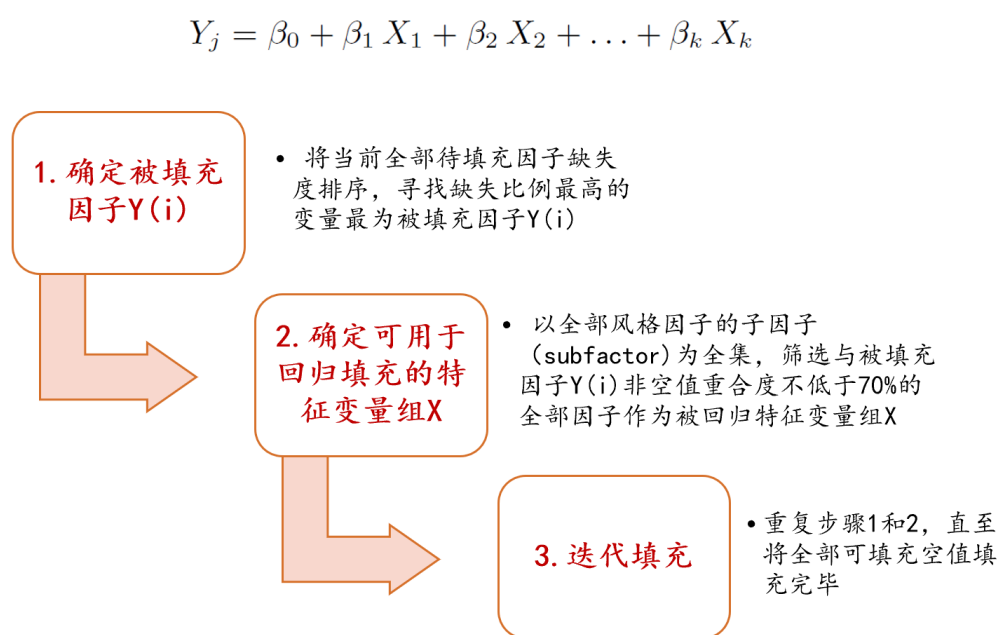 Y_j = β_0 + β_1 X_1 + β_2 X_2 + ... + β_k X_k
1.确定被填充
因子Y(i)
• 将当前全部待填充因子缺失
度排序，寻找缺失比例最高的
变量最为被填充因子Y(i)
2.确定可用于
回归填充的特
征变量组X
• 以全部风格因子的子因子
(subfactor)为全集，筛选与被填充
因子Y(i)非空值重合度不低于70%的
全部因子作为被回归特征变量组X
3.迭代填充
•重复步骤1和2，直至
将全部可填充空值填
充完毕